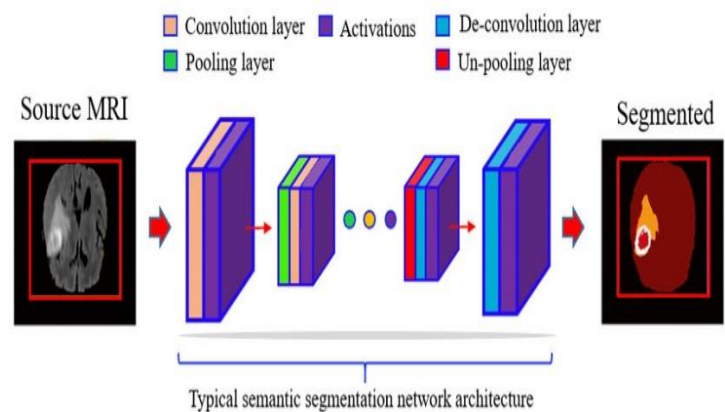 Convolution layer
Activations
De-convolution layer
Pooling layer
Un-pooling layer
Source MRI
Segmented
Typical semantic segmentation network architecture